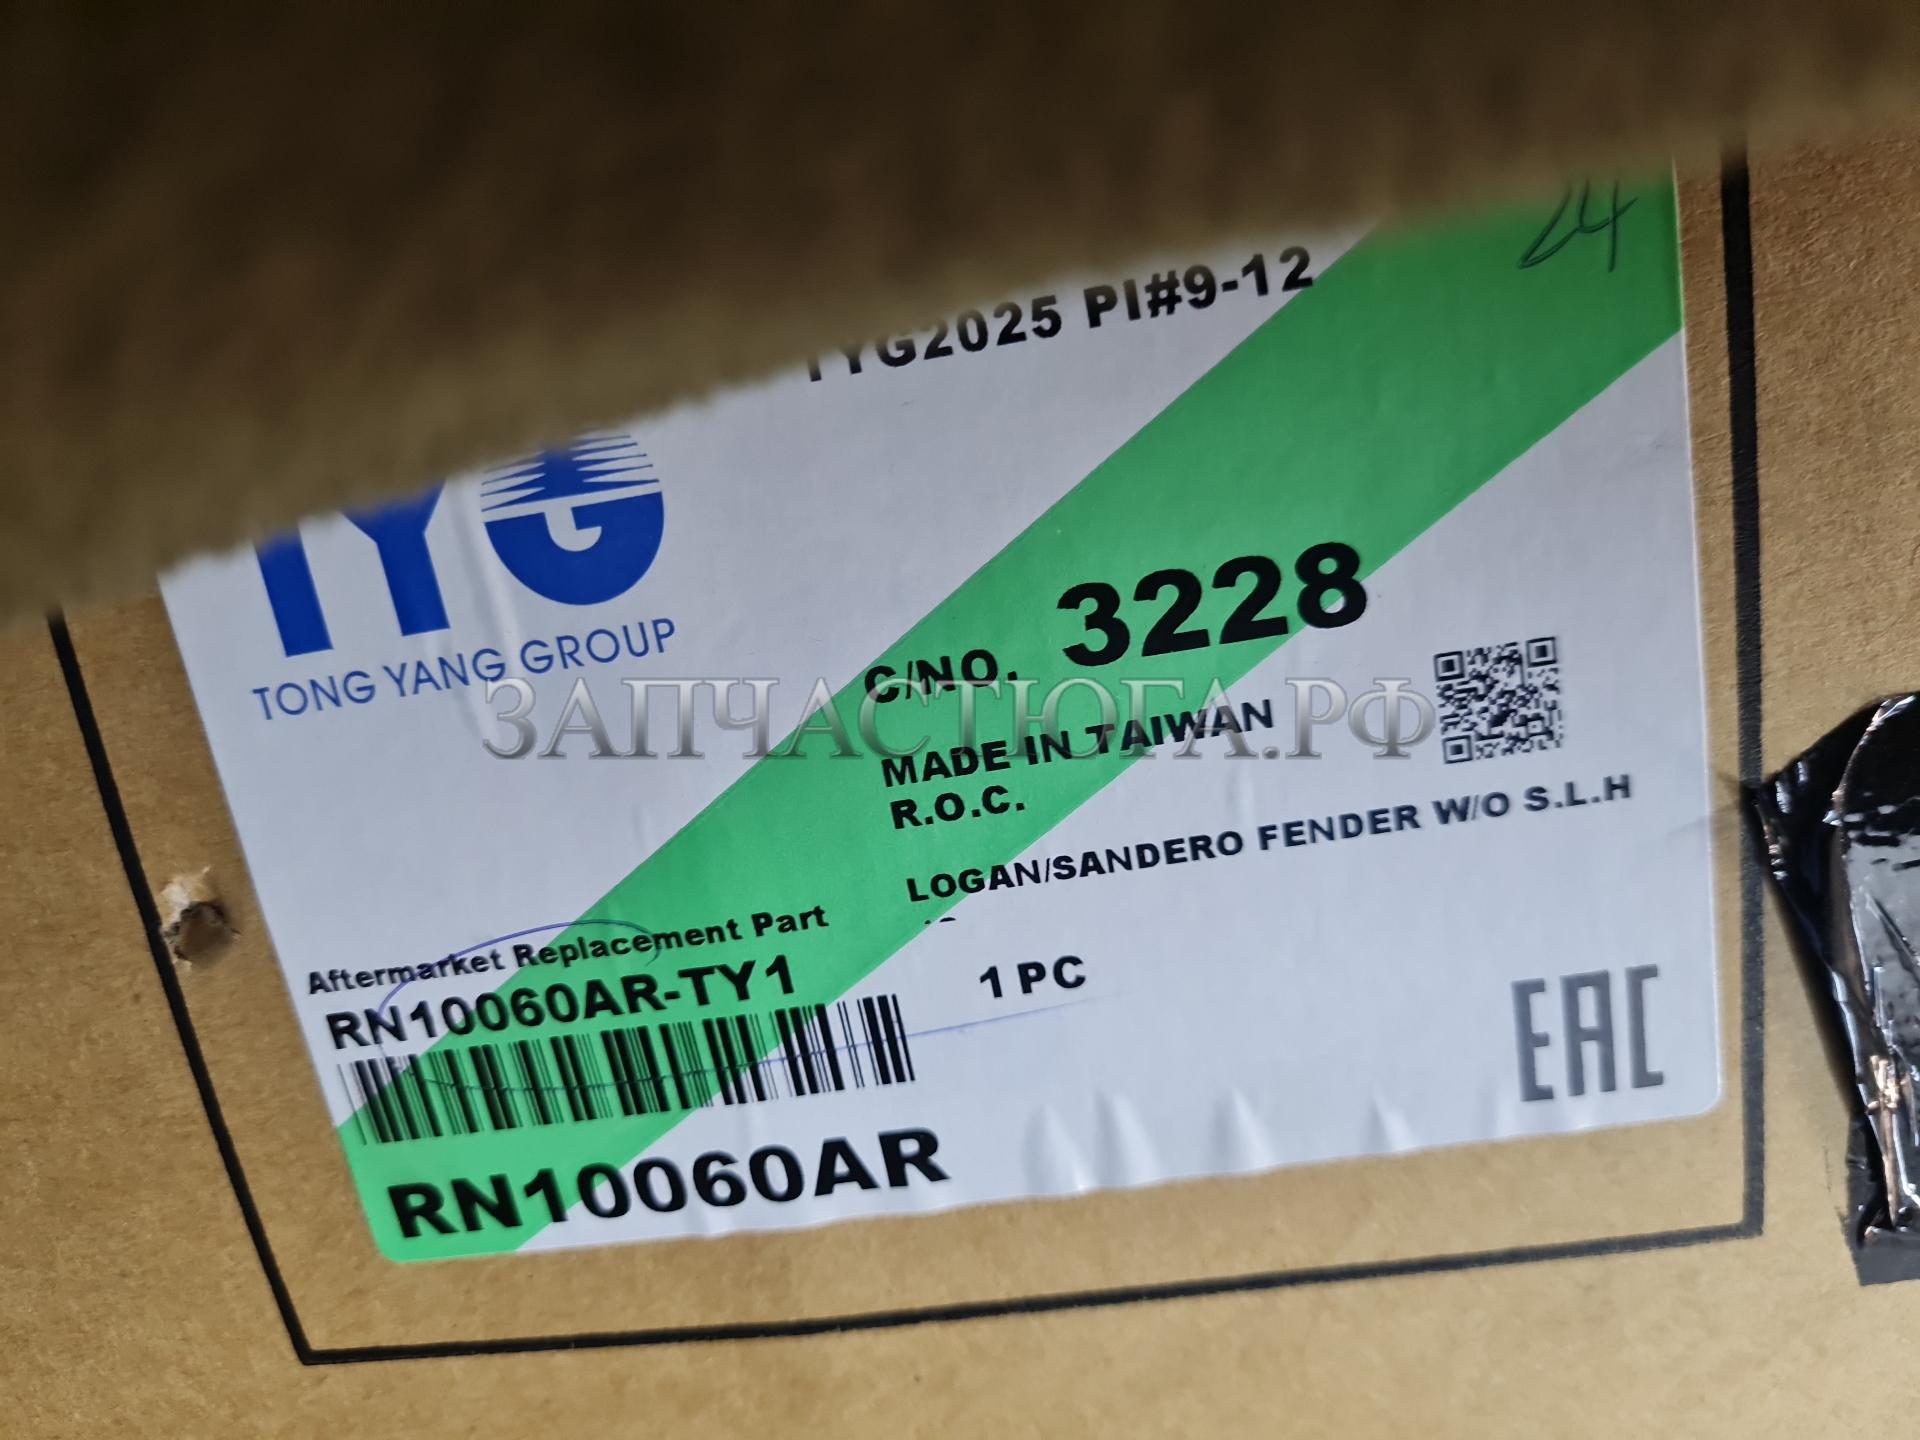 24
TYG2025 PI#9-12
TYG
TONG YANG GROUP
C/NO. 3228
ЗАПЧАСТЮГА.РФ
MADE IN TAIWAN
R.O.C.
LOGAN/SANDERO FENDER W/O S.L.H
Aftermarket Replacement Part
RN10060AR-TY1
1 PC
EAC
RN10060AR